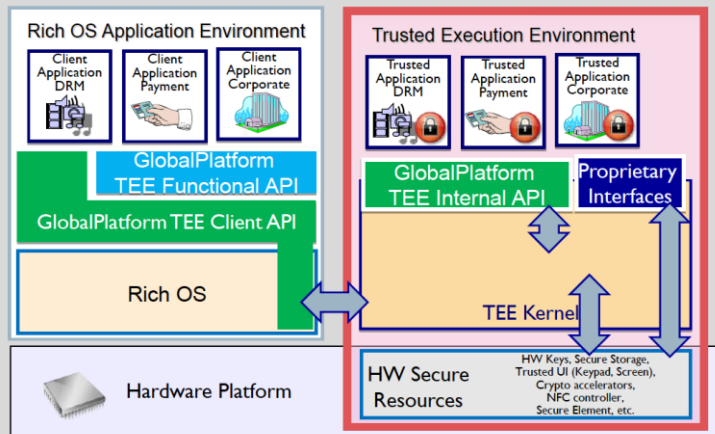 Rich OS Application Environment
Client
Application
DRM
Client
Application
Payment
Client
Application
Corporate
GlobalPlatform
TEE Functional API
GlobalPlatform TEE Client API
Rich OS
Trusted Execution Environment
Trusted
Application
DRM
Trusted
Application
Payment
Trusted
Application
Corporate
GlobalPlatform
TEE Internal API
Proprietary
Interfaces
TEE Kernel
Hardware Platform
HW Secure
Resources
HW Keys, Secure Storage,
Trusted UI (Keypad, Screen),
Crypto accelerators,
NFC controller,
Secure Element, etc.